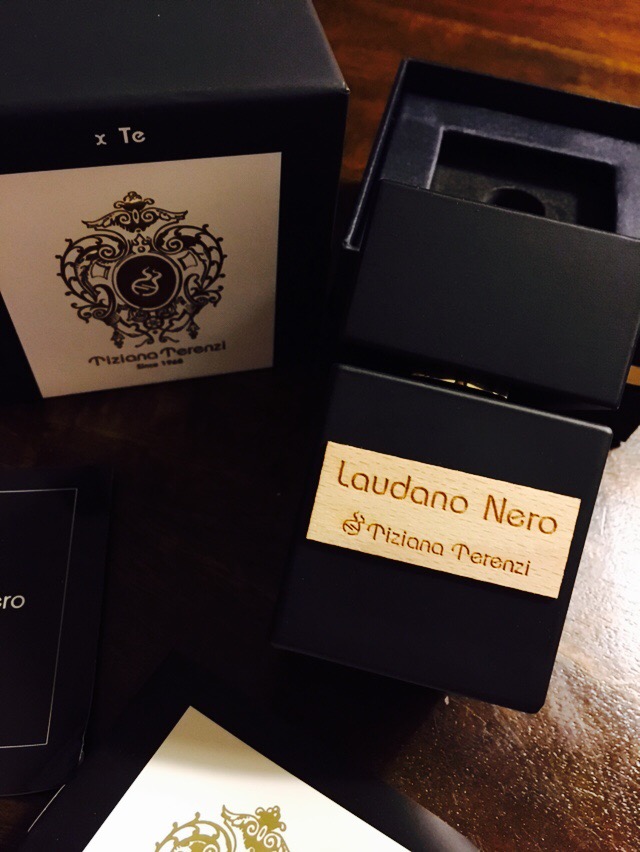 x Te
Tiziana Terenzi
Since 1968
Laudano Nero
Tiziana Terenzi
ero